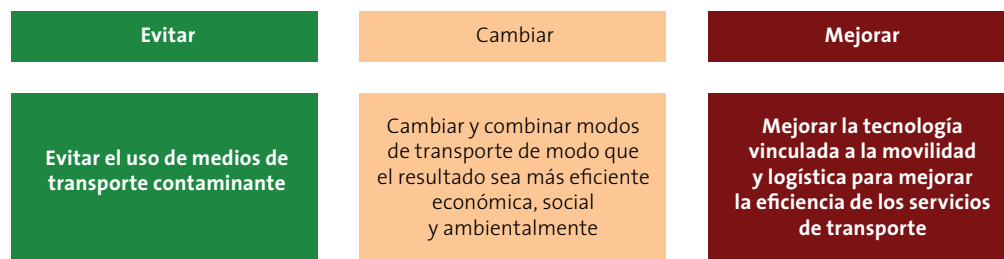 Evitar
Cambiar
Mejorar
Evitar el uso de medios de
transporte contaminante
Cambiar y combinar modos
de transporte de modo que
el resultado sea más eficiente
económica, social
y ambientalmente
Mejorar la tecnología
vinculada a la movilidad
y logística para mejorar
la eficiencia de los servicios
de transporte